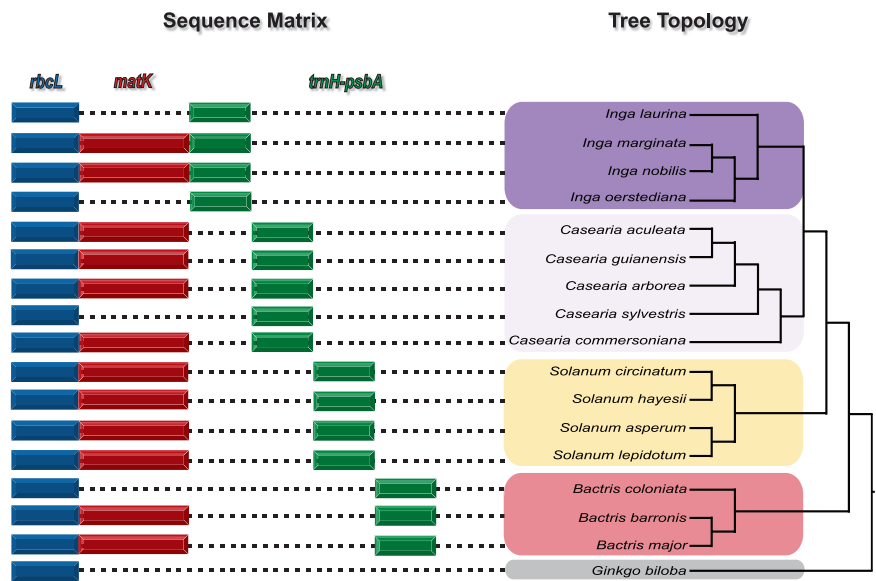 Sequence Matrix
Tree Topology
rbcL
matK
trnH-psbA
Inga laurina
Inga marginata
Inga nobilis
Inga oerstediana
Casearia aculeata
Casearia guianensis
Casearia arborea
Casearia sylvestris
Casearia commersoniana
Solanum circinatum
Solanum hayesii
Solanum asperum
Solanum lepidotum
Bactris coloniata
Bactris barronis
Bactris major
Ginkgo biloba